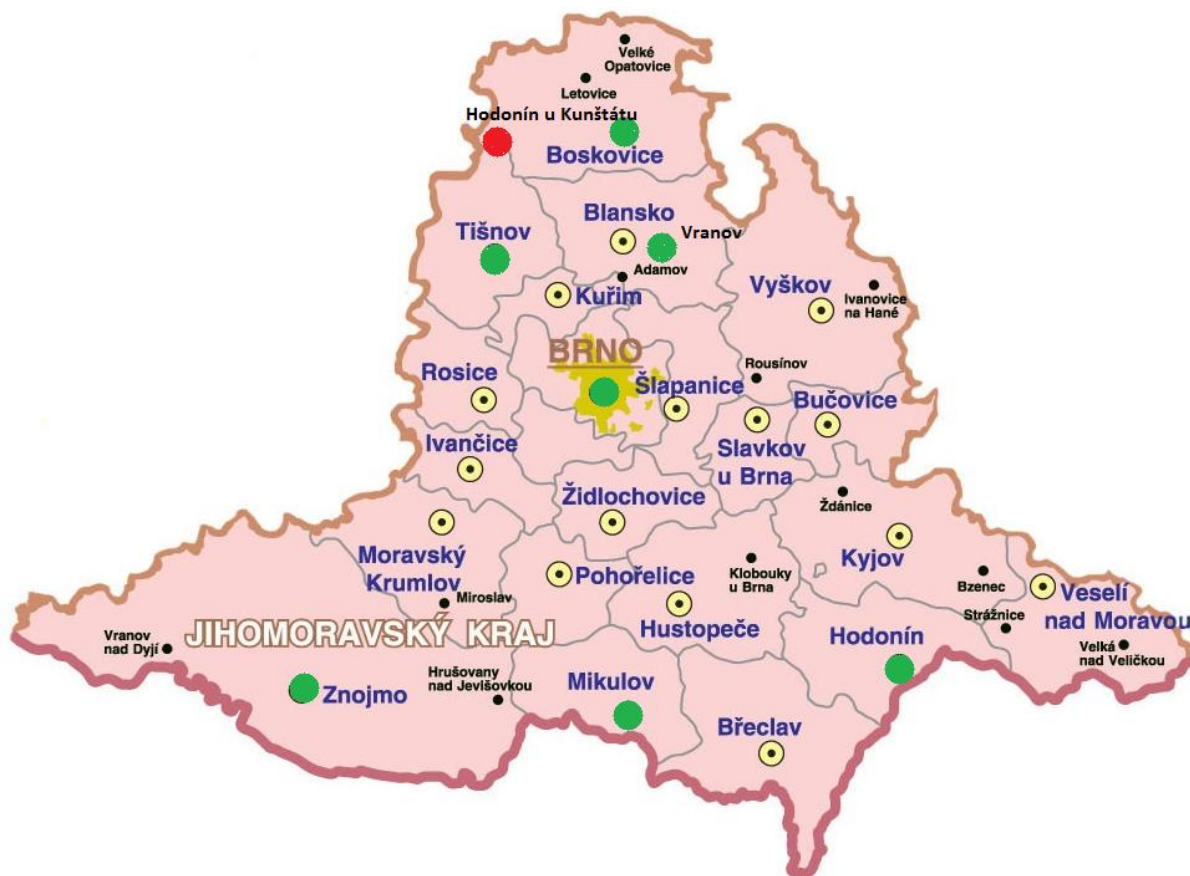 Velké
Opatovice
Letovice
Hodonín u Kunštátu
Boskovice
Blansko
Tišnov
Vranov
Adamov
Kuřim
Vyškov
Ivanovice
na Hané
BRNO
Rousínov
Rosice
Šlapanice
Bučovice
Ivančice
Slavkov
u Brna
Židlochovice
Ždánice
Moravský
Krumlov
Pohořelice
Klobouky
u Brna
Kyjov
Bzenec
Veselí
nad Moravou
Miroslav
Strážnice
JIHOMORAVSKÝ KRAJ
Hustopeče
Hodonín
Vranov
nad Dyjí
Velká
nad Veličkou
Hrušovany
nad Jevišovkou
Mikulov
Znojmo
Břeclav